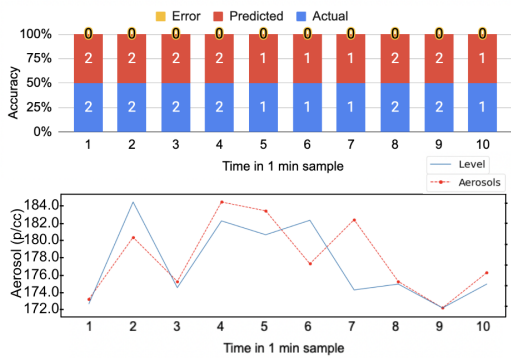 Error Predicted Actual
0 0 0 0 0 0 0 0 0 0
100%
75%
50%
25%
0%
Accuracy
2 2 2 2 1 1 1 2 2 1
2 2 2 2 1 1 1 2 2 1
1 2 3 4 5 6 7 8 9 10
Time in 1 min sample
Level
Aerosols
184.0
180.0
178.0
176.0
174.0
172.0
Aerosol (p/cc)
1 2 3 4 5 6 7 8 9 10
Time in 1 min sample